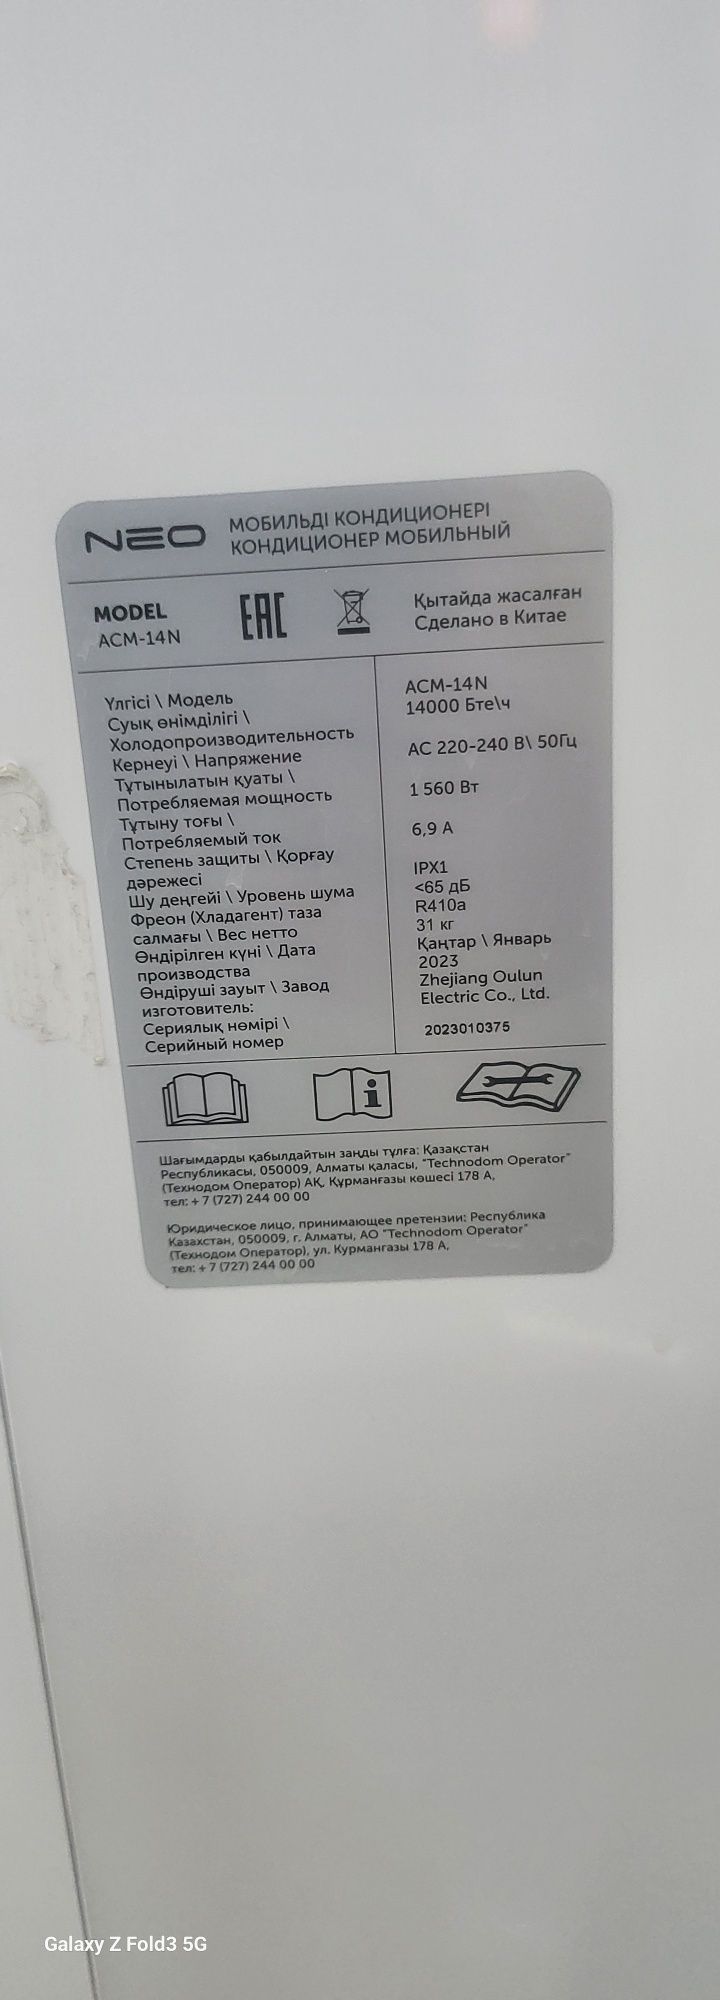 NEO
МОБИЛЬДІ КОНДИЦИОНЕРІ
КОНДИЦИОНЕР МОБИЛЬНЫЙ
MODEL
ACM-14N
EAC
Қытайда жасалған
Сделано в Китае
Үлгісі \ Модель
ACM-14N
Суық өнімділігі \
Холодопроизводительность
14000 Бте\ч
Кернеуі \ Напряжение
AC 220-240 В\ 50Гц
Тұтынылатын қуаты \
Потребляемая мощность
1 560 Вт
Тұтыну тоғы \
Потребляемый ток
6,9 А
Степень защиты \ Қорғау
дәрежесі
IPX1
Шу деңгейі \ Уровень шума
<65 дБ
Фреон (Хладагент) таза
R410a
салмағы \ Вес нетто
31 кг
Өндірілген күні \ Дата
производства
Қаңтар \ Январь
2023
Өндіруші зауыт \ Завод
изготовитель:
Zhejiang Oulun
Electric Co., Ltd.
Сериялық нөмірі \
Серийный номер
2023010375
Шағымдарды қабылдайтын заңды тұлға: Қазақстан
Республикасы, 050009, Алматы қаласы, "Technodom Operator"
(Технодом Оператор) АҚ, Құрманғазы көшесі 178 А,
тел: + 7 (727) 244 00 00
Юридическое лицо, принимающее претензии: Республика
Казахстан, 050009, г. Алматы, АО "Technodom Operator"
(Технодом Оператор), ул. Курмангазы 178 А,
тел: + 7 (727) 244 00 00
Galaxy Z Fold3 5G